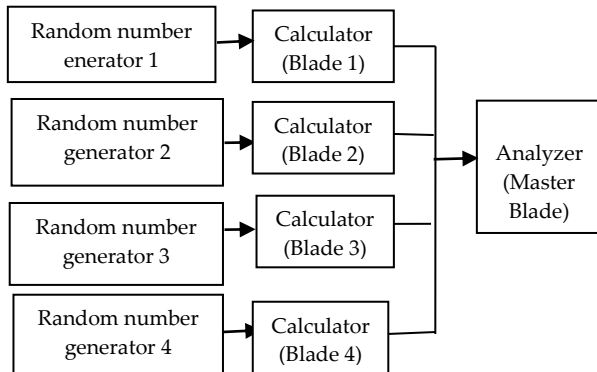 Random number
enerator 1
Calculator
(Blade 1)
Random number
generator 2
Calculator
(Blade 2)
Analyzer
(Master
Blade)
Random number
generator 3
Calculator
(Blade 3)
Random number
generator 4
Calculator
(Blade 4)